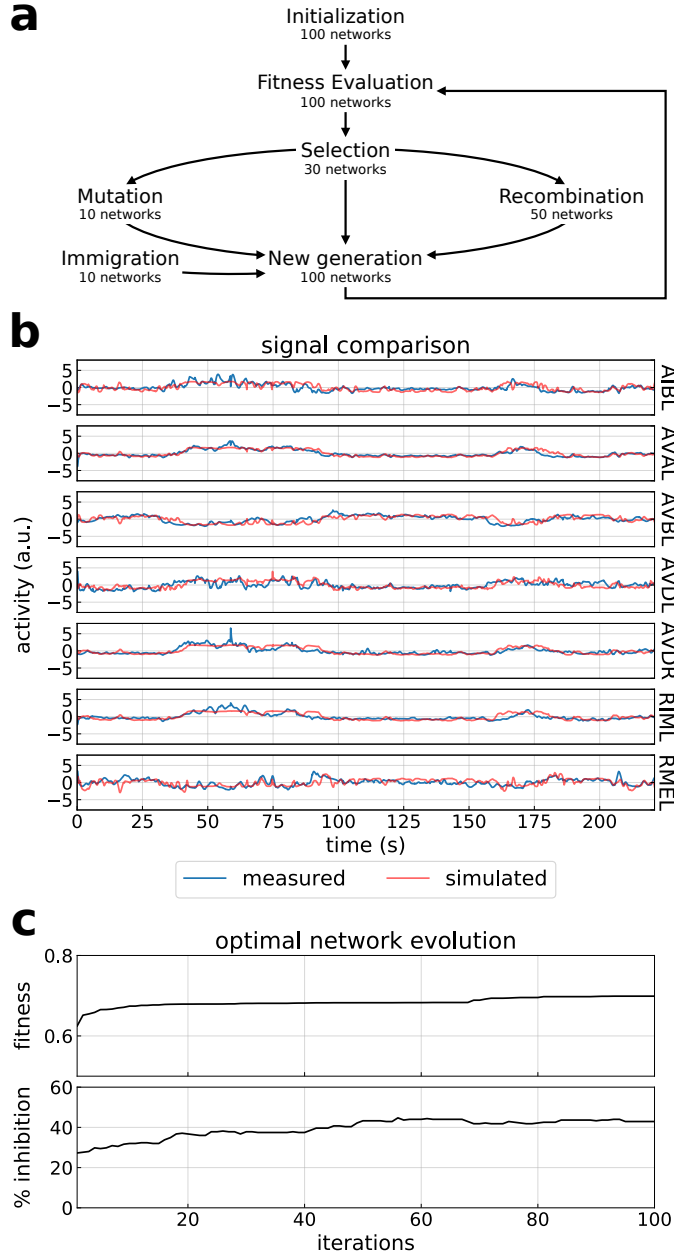 a
Initialization
100 networks
Fitness Evaluation
100 networks
Selection
30 networks
Mutation
10 networks
Recombination
50 networks
Immigration
10 networks
New generation
100 networks
b
signal comparison
activity (a.u.)
5
0
−5
AIBL
5
0
−5
AVAL
5
0
−5
AVBL
5
0
−5
AVDL
5
0
−5
AVDR
5
0
−5
RIML
5
0
−5
RMEL
0 25 50 75 100 125 150 175 200
time (s)
measured simulated
c
optimal network evolution
fitness
0.8
0.6
% inhibition
60
40
20
0
20 40 60 80 100
iterations